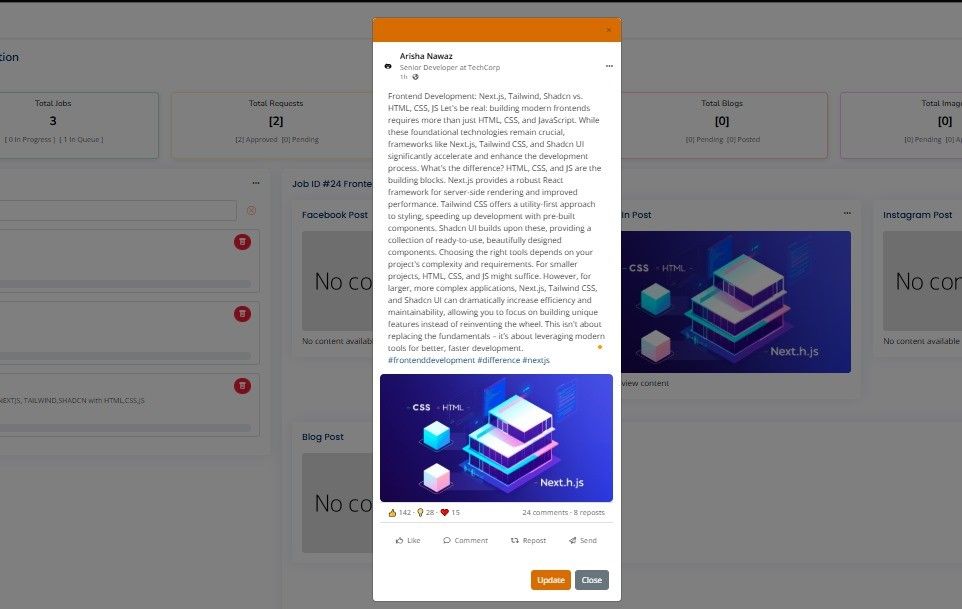 tion
Total Jobs
3
[ 0 In Progress ] [ 1 In Queue ]
Total Requests
[2]
[2] Approved [0] Pending
Total Blogs
[0]
[0] Pending [0] Posted
Total Imag
[0]
[0] Pending [0] A
Job ID #24 Fronte
Facebook Post
No co
No content availabl
NEXTJS, TAILWIND,SHADCN with HTML,CSS,JS
Blog Post
No co
×
Arisha Nawaz
Senior Developer at TechCorp
1h
Frontend Development: Next.js, Tailwind, Shadcn vs.
HTML, CSS, JS Let's be real: building modern frontends
requires more than just HTML, CSS, and JavaScript. While
these foundational technologies remain crucial,
frameworks like Next.js, Tailwind CSS, and Shadcn UI
significantly accelerate and enhance the development
process. What's the difference? HTML, CSS, and JS are the
building blocks. Next.js provides a robust React
framework for server-side rendering and improved
performance. Tailwind CSS offers a utility-first approach
to styling, speeding up development with pre-built
components. Shadcn UI builds upon these, providing a
collection of ready-to-use, beautifully designed
components. Choosing the right tools depends on your
project's complexity and requirements. For smaller
projects, HTML, CSS, and JS might suffice. However, for
larger, more complex applications, Next.js, Tailwind CSS,
and Shadcn UI can dramatically increase efficiency and
maintainability, allowing you to focus on building unique
features instead of reinventing the wheel. This isn't about
replacing the fundamentals – it's about leveraging modern
tools for better, faster development.
#frontenddevelopment #difference #nextjs
CSS - HTML -
Next.h.js
142 · 28 · 15
24 comments · 8 reposts
Like
Comment
Repost
Send
Update
Close
In Post
CSS - HTML -
Next.h.js
view content
Instagram Post
No con
No content available